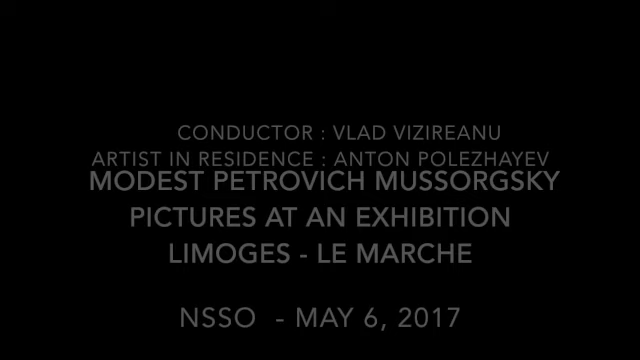 CONDUCTOR : VLAD VIZIREANU
ARTIST IN RESIDENCE : ANTON POLEZHAYEV
MODEST PETROVICH MUSSORGSKY
PICTURES AT AN EXHIBITION
LIMOGES - LE MARCHE
NSSO - MAY 6, 2017